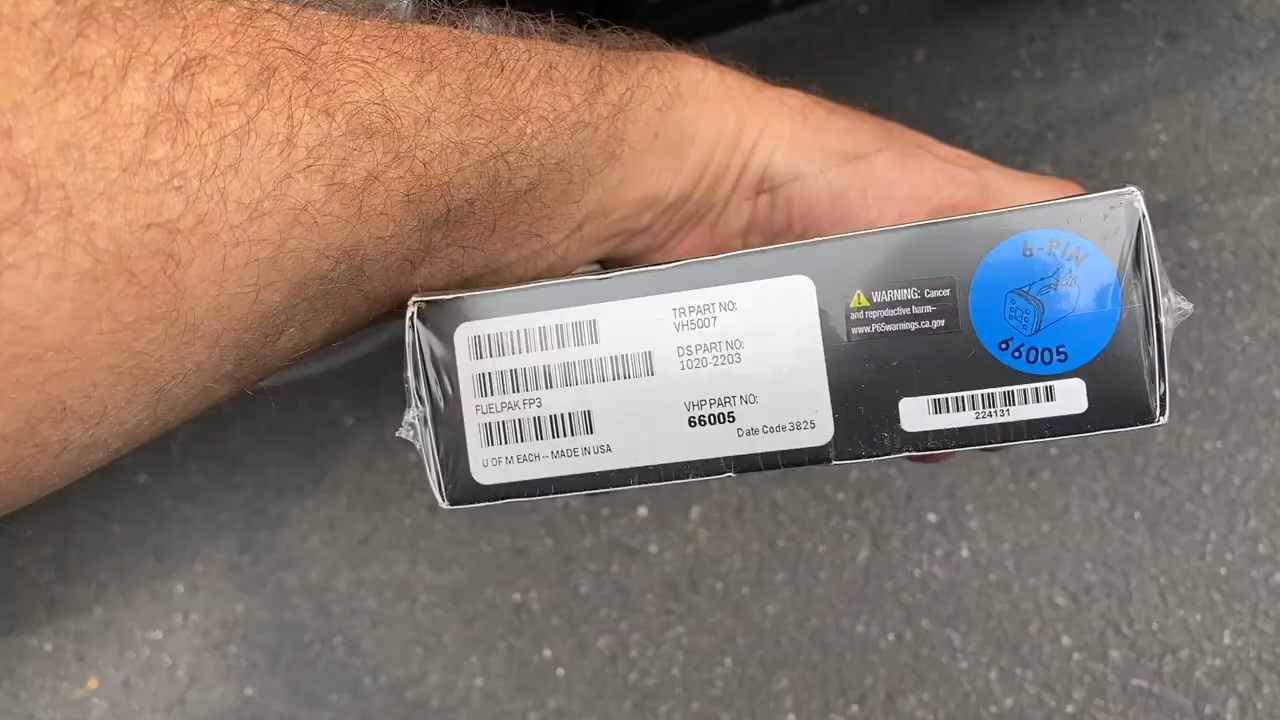 TR PART NO:
VH5007
DS PART NO:
1020-2203
FUELPAK FP3
VHP PART NO:
66005
Date Code 3825
U OF M EACH -- MADE IN USA
WARNING: Cancer
and reproductive harm–
www.P65warnings.ca.gov
6-PIN
66005
224131